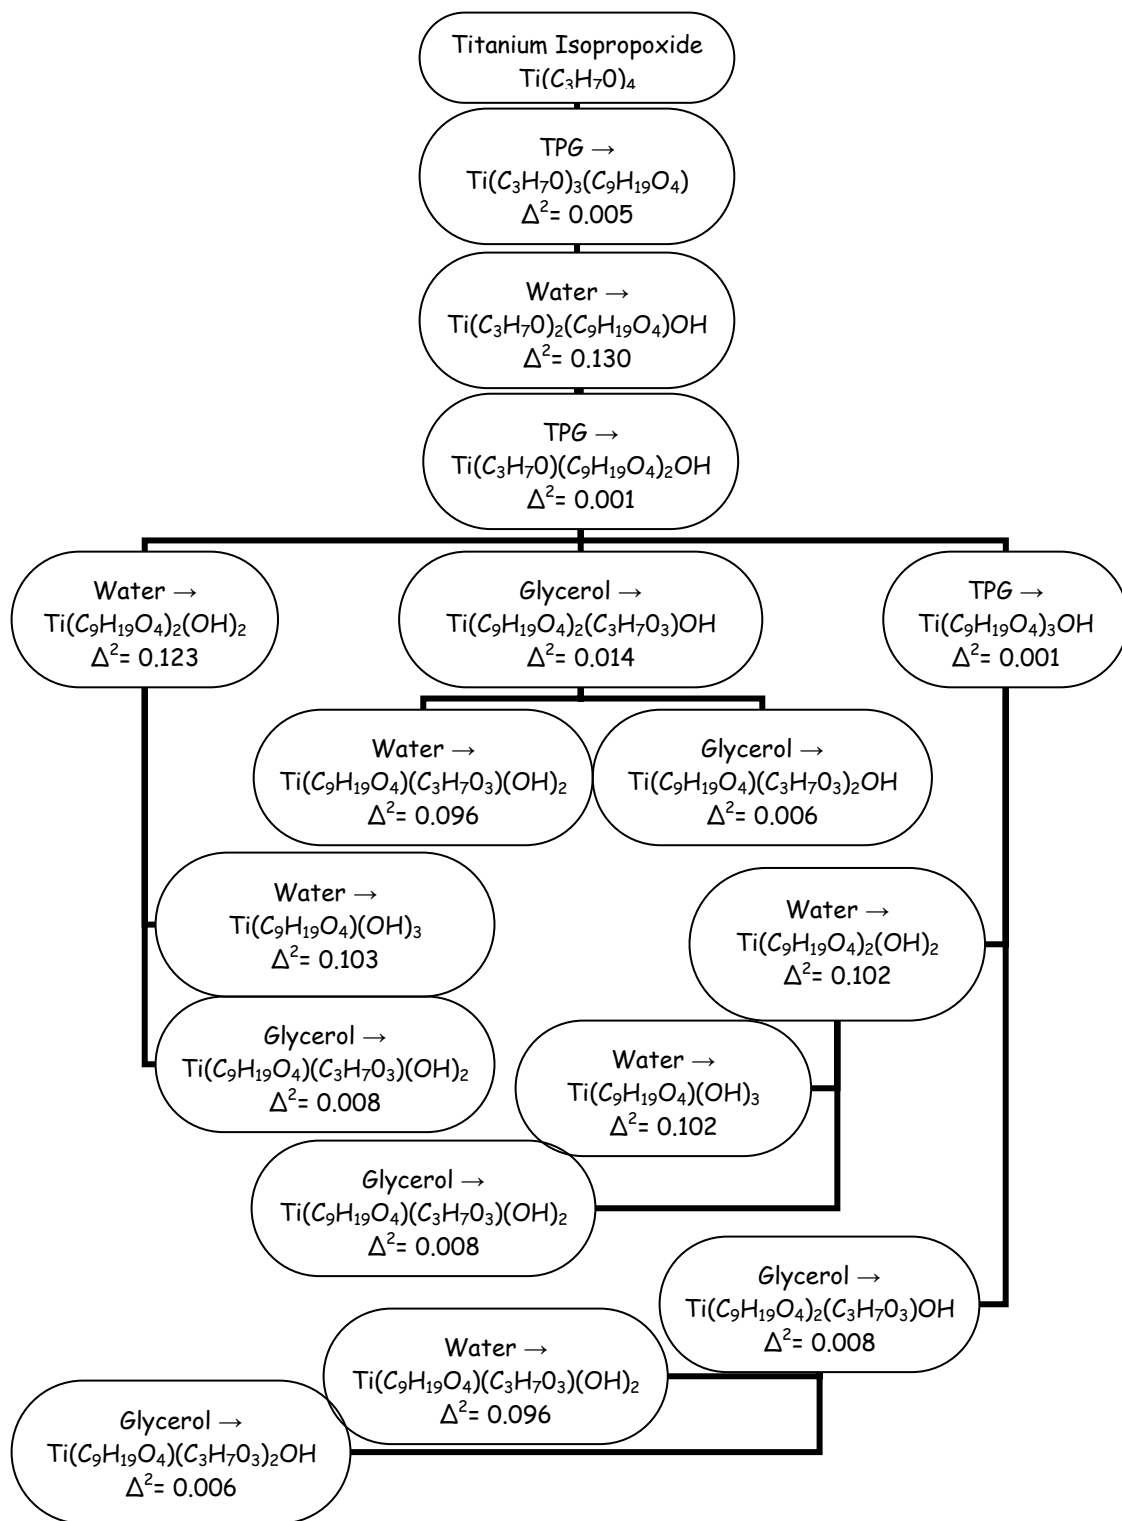 Titanium Isopropoxide
Ti(C₃H₇0)₄
TPG →
Ti(C₃H₇0)₃(C₉H₁₉O₄)
Δ²= 0.005
Water →
Ti(C₃H₇0)₂(C₉H₁₉O₄)OH
Δ²= 0.130
TPG →
Ti(C₃H₇0)(C₉H₁₉O₄)₂OH
Δ²= 0.001
Water →
Ti(C₉H₁₉O₄)₂(OH)₂
Δ²= 0.123
Glycerol →
Ti(C₉H₁₉O₄)₂(C₃H₇0₃)OH
Δ²= 0.014
TPG →
Ti(C₉H₁₉O₄)₃OH
Δ²= 0.001
Water →
Ti(C₉H₁₉O₄)(C₃H₇0₃)(OH)₂
Δ²= 0.096
Glycerol →
Ti(C₉H₁₉O₄)(C₃H₇0₃)₂OH
Δ²= 0.006
Water →
Ti(C₉H₁₉O₄)(OH)₃
Δ²= 0.103
Water →
Ti(C₉H₁₉O₄)₂(OH)₂
Δ²= 0.102
Glycerol →
Ti(C₉H₁₉O₄)(C₃H₇0₃)(OH)₂
Δ²= 0.008
Water →
Ti(C₉H₁₉O₄)(OH)₃
Δ²= 0.102
Glycerol →
Ti(C₉H₁₉O₄)(C₃H₇0₃)(OH)₂
Δ²= 0.008
Glycerol →
Ti(C₉H₁₉O₄)₂(C₃H₇0₃)OH
Δ²= 0.008
Water →
Ti(C₉H₁₉O₄)(C₃H₇0₃)(OH)₂
Δ²= 0.096
Glycerol →
Ti(C₉H₁₉O₄)(C₃H₇0₃)₂OH
Δ²= 0.006